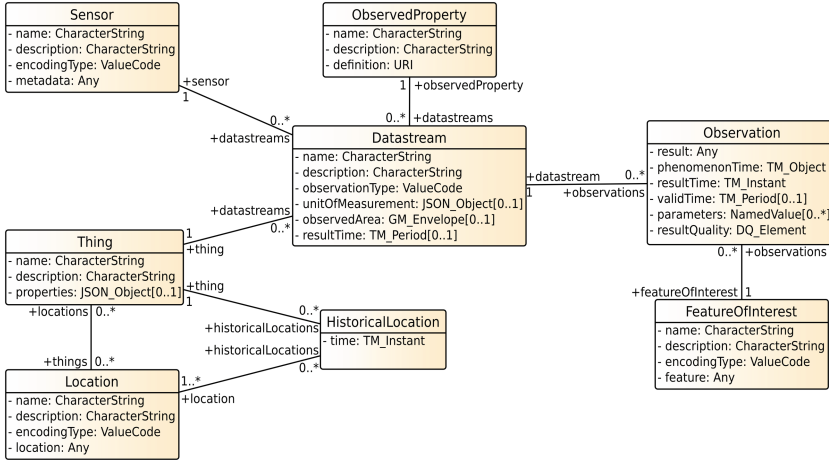 Sensor
- name: CharacterString
- description: CharacterString
- encodingType: ValueCode
- metadata: Any
+sensor
1
0..*
+datastreams
ObservedProperty
- name: CharacterString
- description: CharacterString
- definition: URI
1
+observedProperty
0..*
+datastreams
Datastream
- name: CharacterString
- description: CharacterString
- observationType: ValueCode
- unitOfMeasurement: JSON_Object[0..1]
- observedArea: GM_Envelope[0..1]
- resultTime: TM_Period[0..1]
+datastream
1
0..*
+observations
Observation
- result: Any
- phenomenonTime: TM_Object
- resultTime: TM_Instant
- validTime: TM_Period[0..1]
- parameters: NamedValue[0..*]
- resultQuality: DQ_Element
0..*
+observations
+featureOfInterest
1
FeatureOfInterest
- name: CharacterString
- description: CharacterString
- encodingType: ValueCode
- feature: Any
+datastreams
0..*
1
+thing
Thing
- name: CharacterString
- description: CharacterString
- properties: JSON_Object[0..1]
+thing
1
0..*
+historicalLocations
+locations
0..*
+things
0..*
HistoricalLocation
- time: TM_Instant
+historicalLocations
0..*
1..*
+location
Location
- name: CharacterString
- description: CharacterString
- encodingType: ValueCode
- location: Any